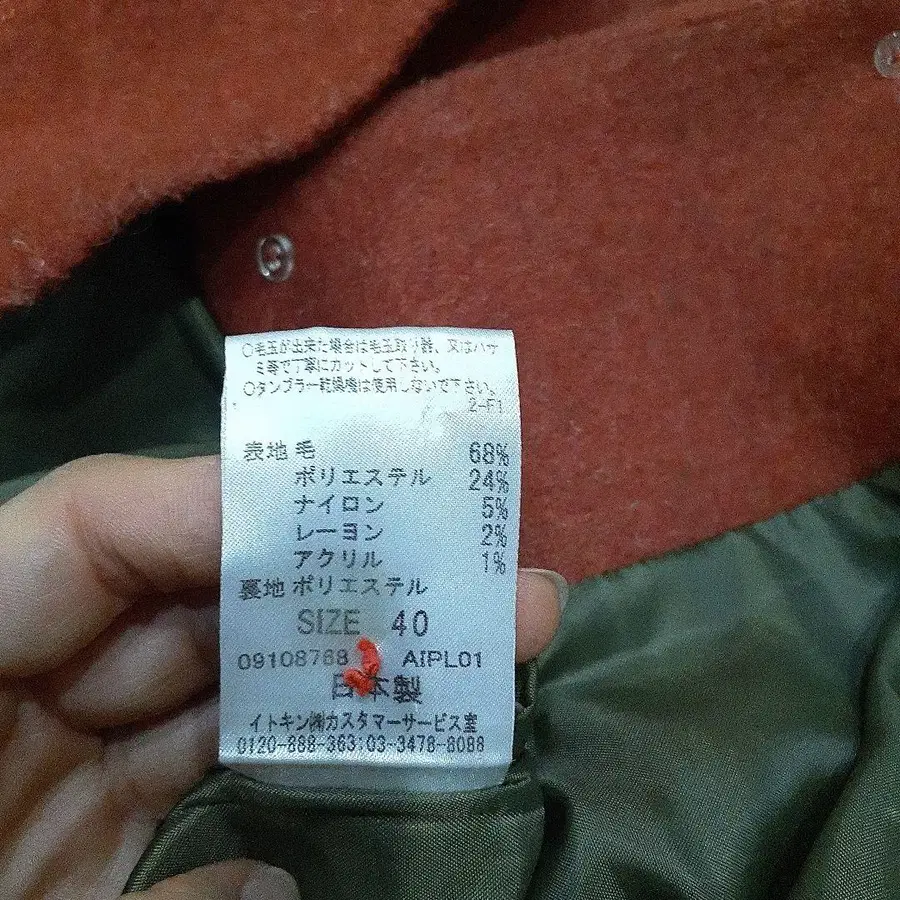 ○毛玉が出来た場合は毛玉取り器、又はハサ
ミ等で丁寧にカットして下さい。
○タンブラー乾燥機は使用しないで下さい。
2-F1
表地 毛 68%
ポリエステル 24%
ナイロン 5%
レーヨン 2%
アクリル 1%
裏地 ポリエステル
SIZE 40
09108768 AIPL01
日本製
イトキン㈱カスタマーサービス室
0120-888-363:03-3478-8088